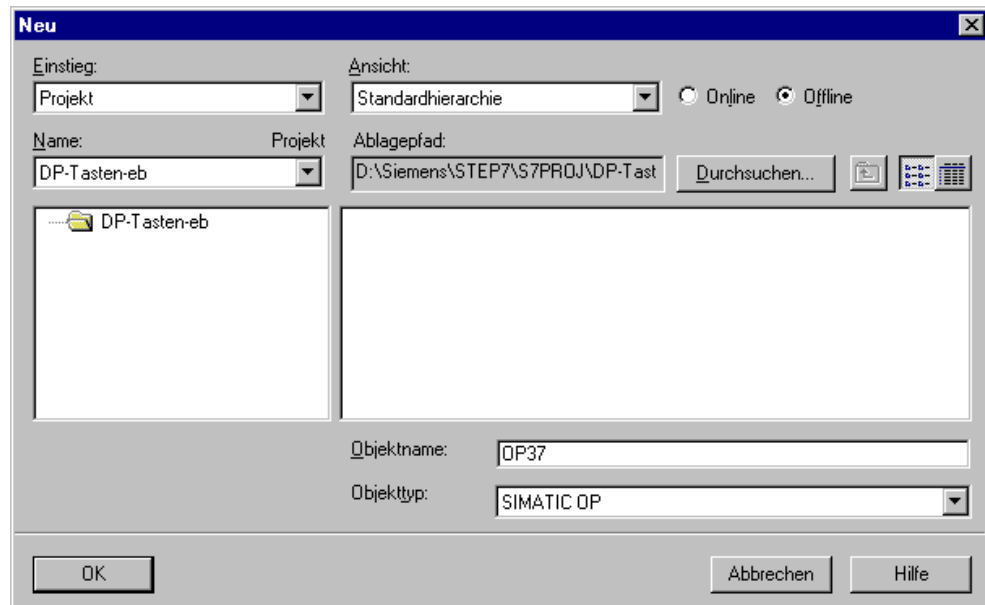 Neu
Einstieg:
Ansicht:
Projekt
Standardhierarchie
Online
Offline
Name:
Projekt
Ablagepfad:
DP-Tasten-eb
D:\Siemens\STEP7\S7PROJ\DP-Tast
Durchsuchen...
DP-Tasten-eb
Objektname:
OP37
Objekttyp:
SIMATIC OP
OK
Abbrechen
Hilfe